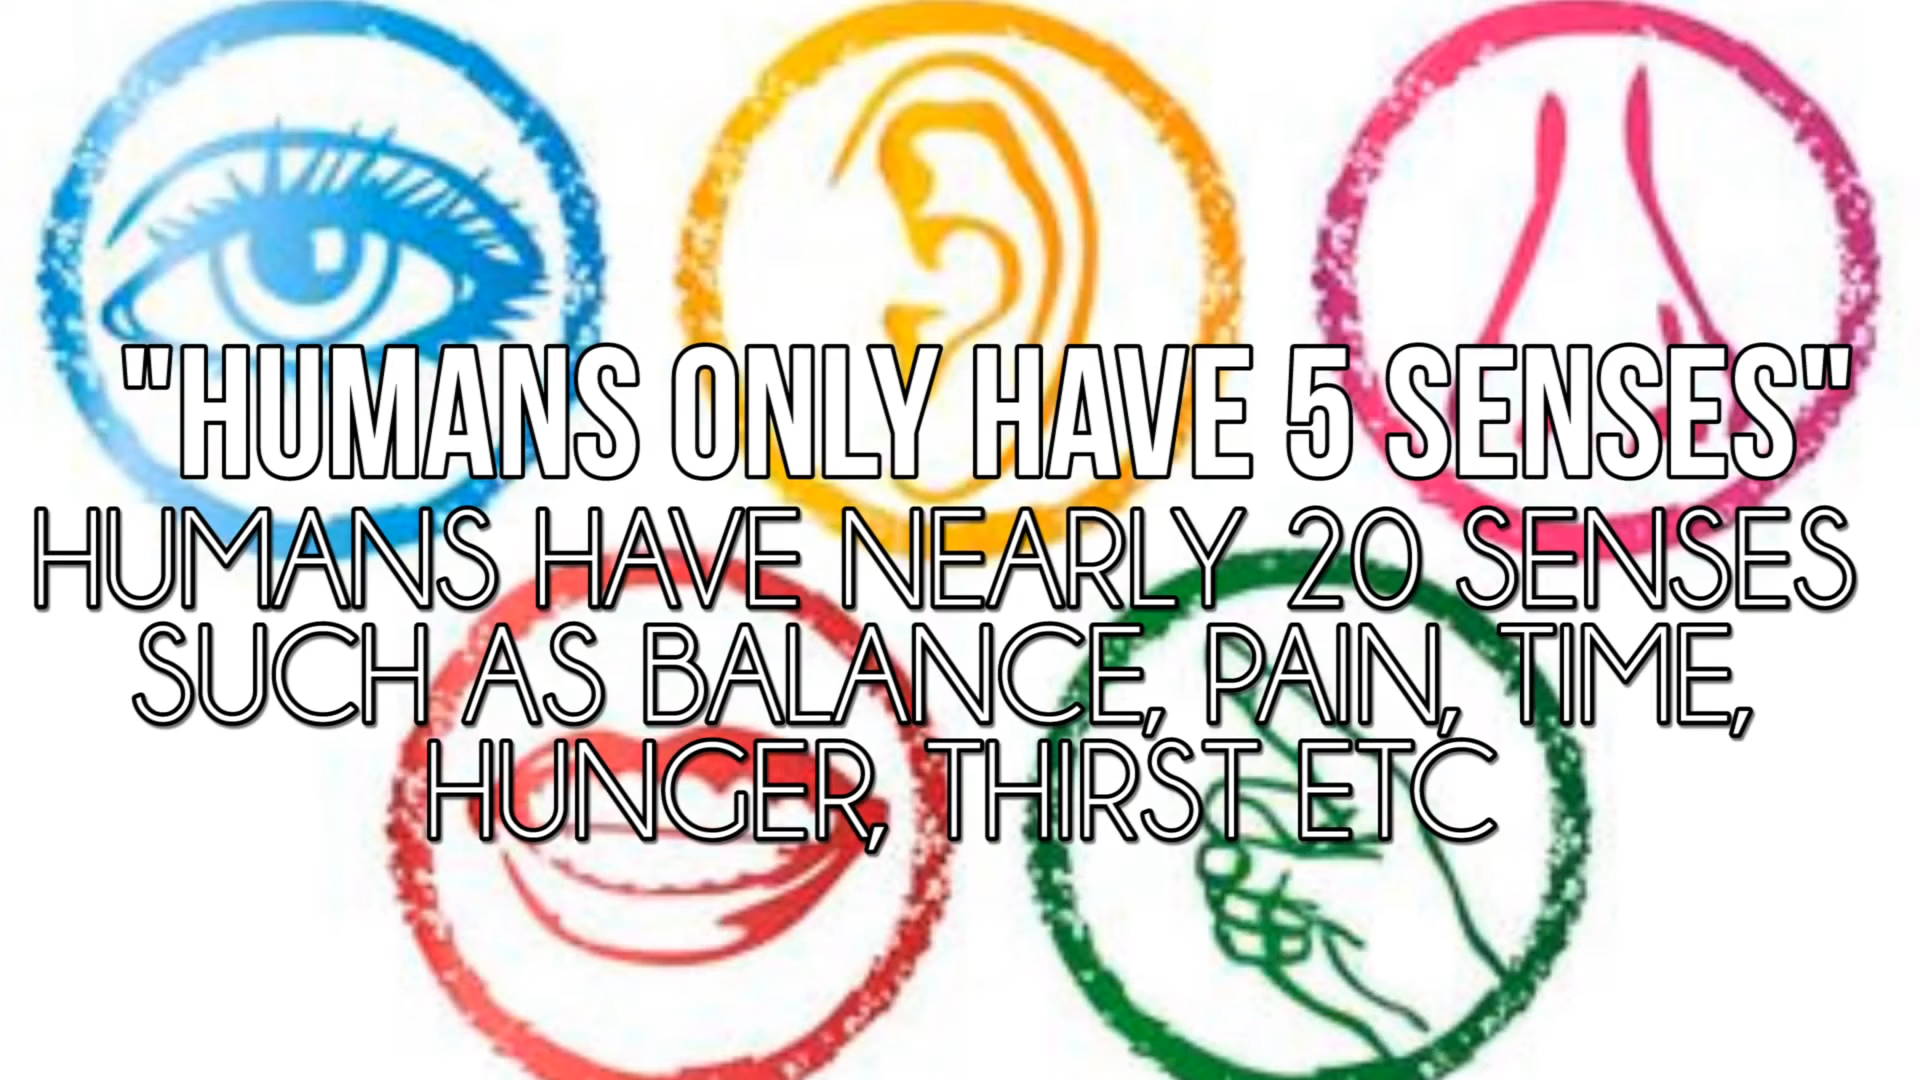 "HUMANS ONLY HAVE 5 SENSES"
HUMANS HAVE NEARLY 20 SENSES
SUCH AS BALANCE, PAIN, TIME,
HUNGER, THIRST ETC